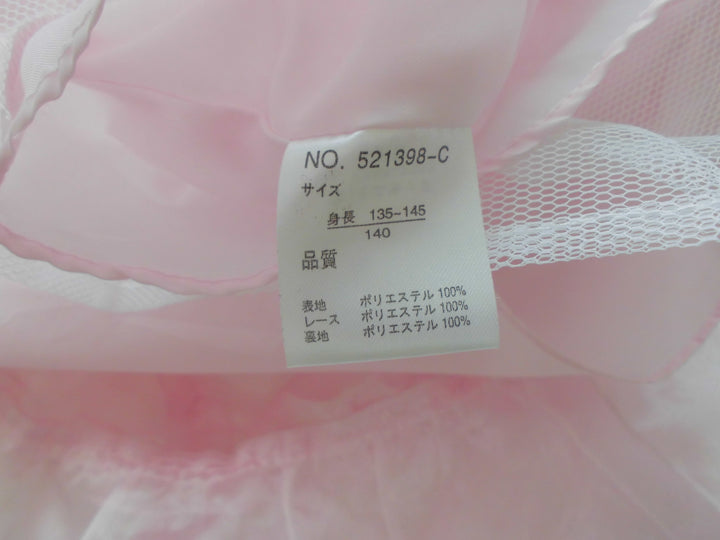 NO. 521398-C
サイズ
身長 135~145
140
品質
表地 ポリエステル 100%
レース ポリエステル 100%
裏地 ポリエステル 100%